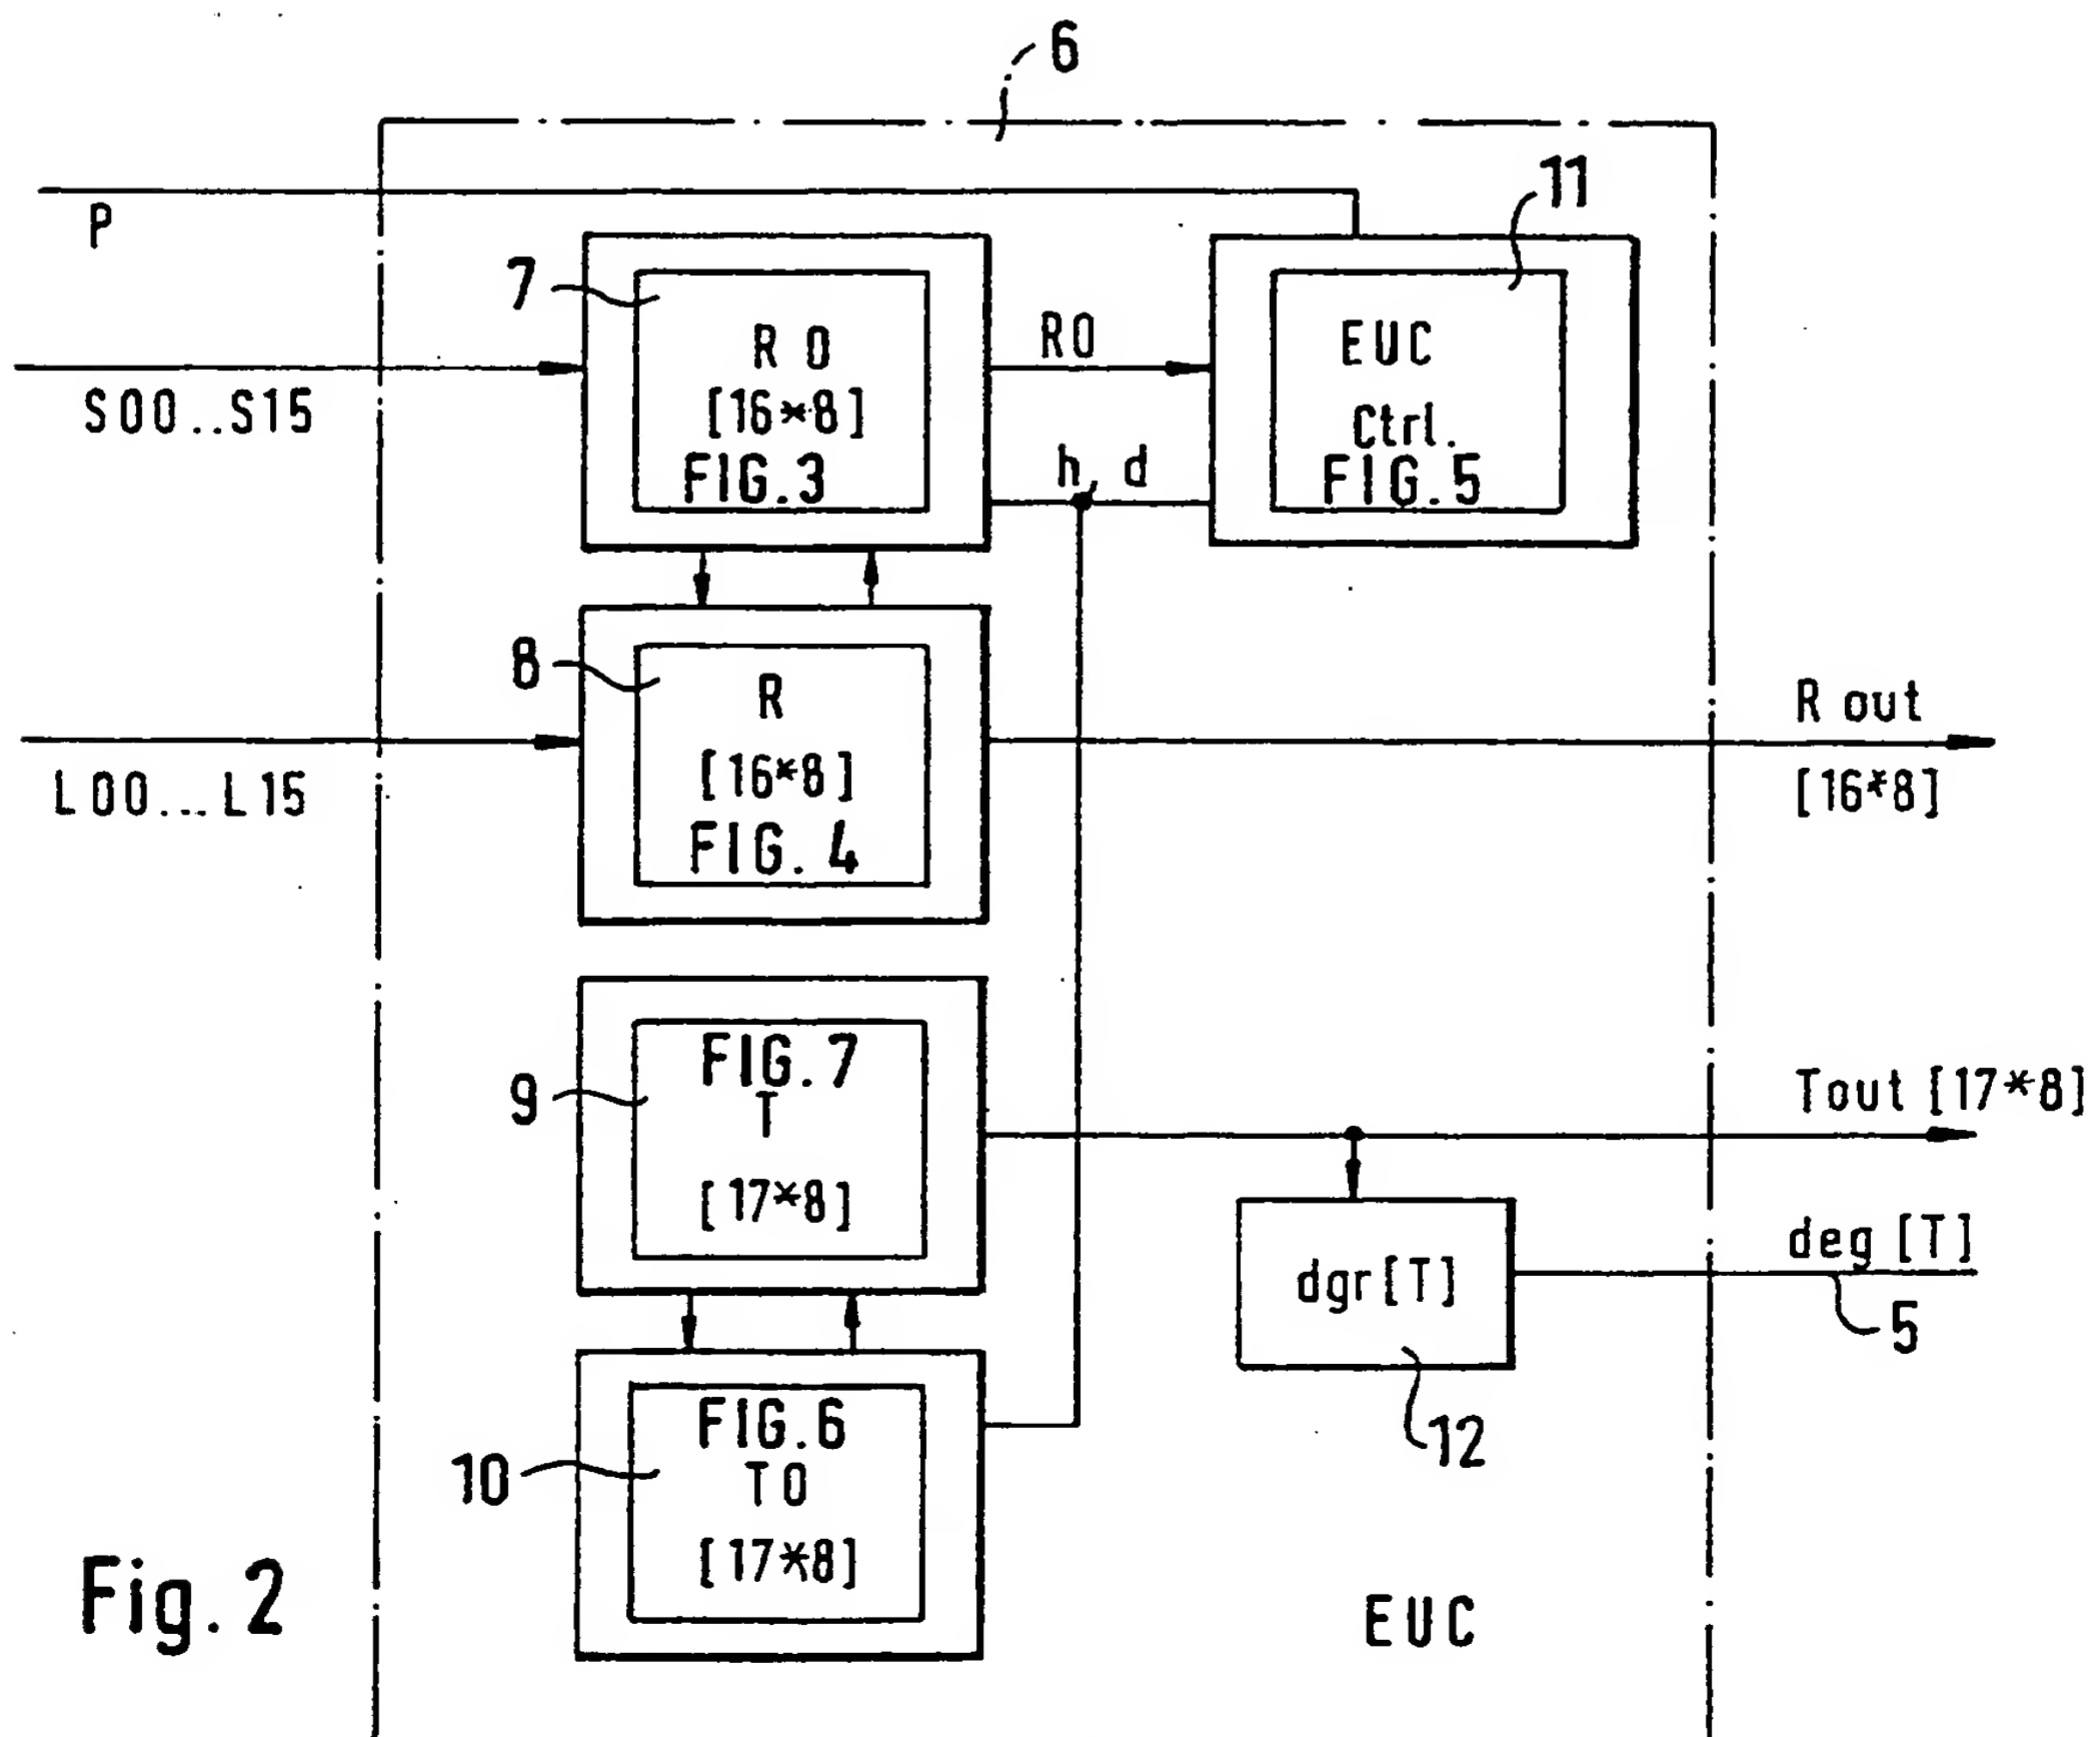 6
11
P
7
R0
[16*8]
FIG.3
S00..S15
R0
h, d
EUC
Ctrl.
FIG.5
8
R
[16*8]
FIG. 4
L00...L15
R out
[16*8]
9
FIG.7
T
[17*8]
Tout [17*8]
dgr[T]
deg[T]
5
12
10
FIG.6
T0
[17*8]
EUC
Fig. 2